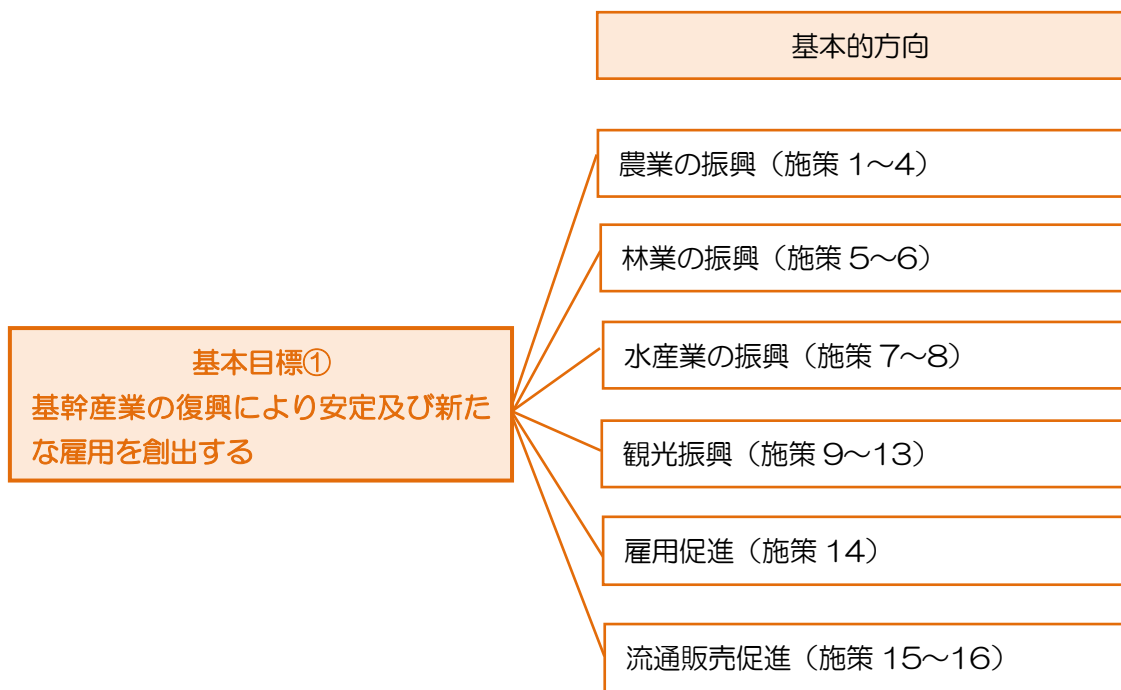 基本的方向
農業の振興（施策 1～4）
林業の振興（施策 5～6）
水産業の振興（施策 7～8）
基本目標①
基幹産業の復興により安定及び新た
な雇用を創出する
観光振興（施策 9～13）
雇用促進（施策 14）
流通販売促進（施策 15～16）